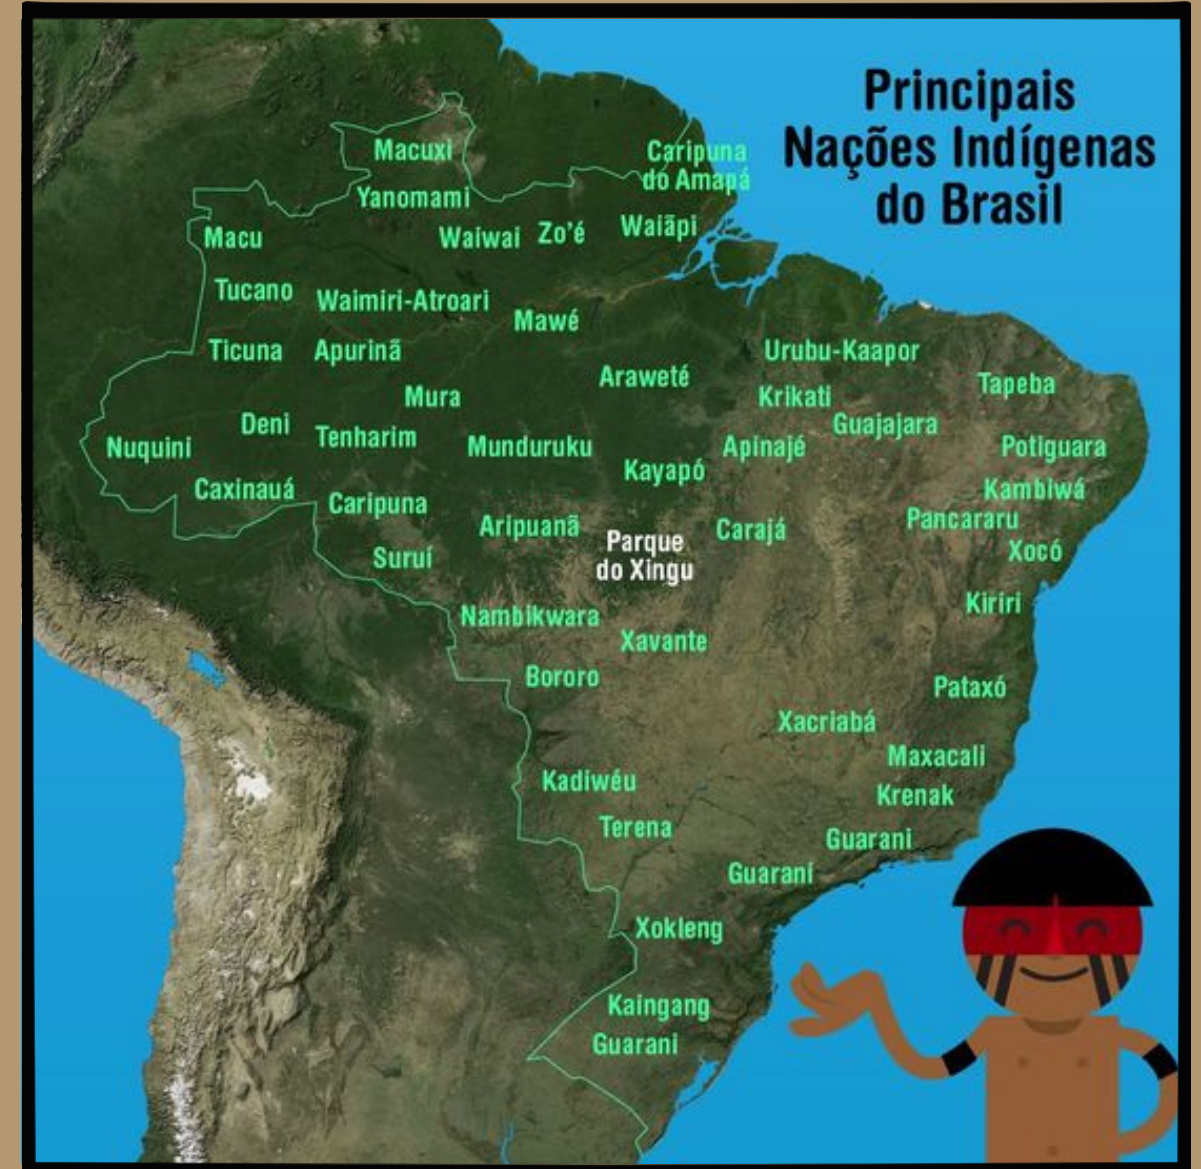 Principais
Nações Indígenas
do Brasil
Macuxi
Caripuna
do Amapá
Yanomami
Macu
Waiwai
Zo'é
Waiãpi
Tucano
Waimiri-Atroari
Mawé
Ticuna
Apurinã
Urubu-Kaapor
Araweté
Tapeba
Mura
Krikati
Deni
Guajajara
Nuquini
Tenharim
Munduruku
Apinajé
Potiguara
Kayapó
Caxinauá
Kambiwá
Caripuna
Aripuanã
Pancararu
Carajá
Parque
do Xingu
Xocó
Suruí
Nambikwara
Kiriri
Xavante
Bororo
Pataxó
Xacriabá
Maxacali
Kadiwéu
Krenak
Terena
Guarani
Guarani
Xokleng
Kaingang
Guarani